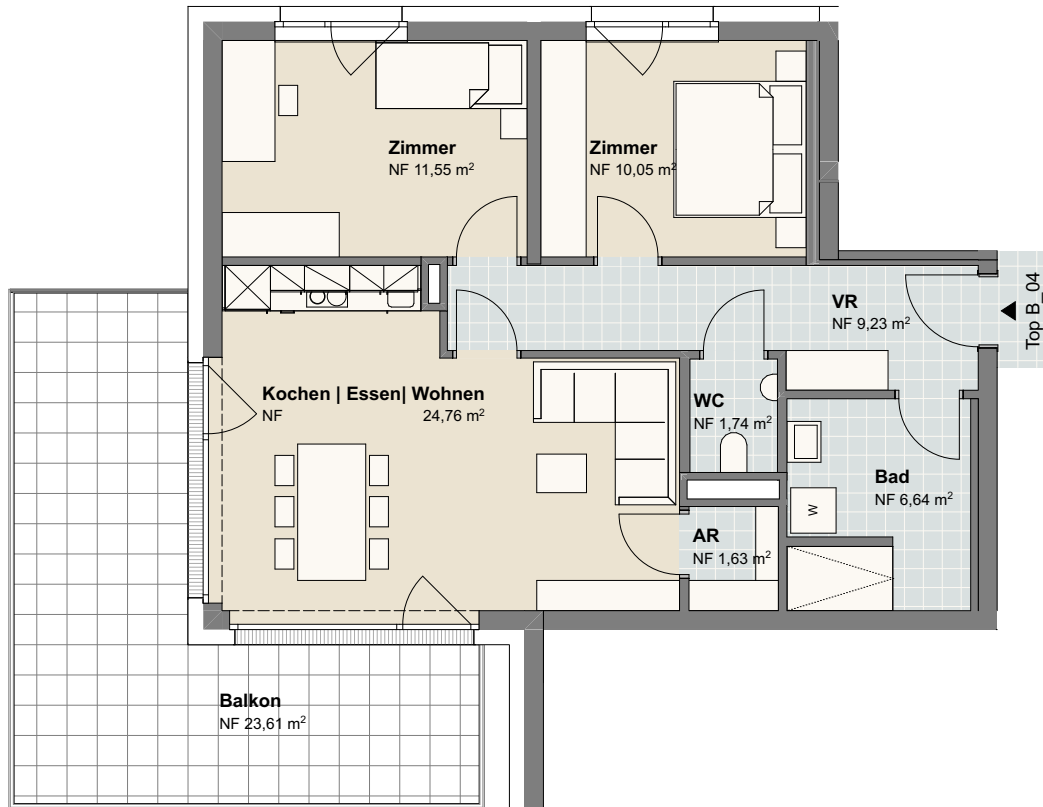 Zimmer
NF 11,55 m²
Zimmer
NF 10,05 m²
VR
NF 9,23 m²
Top B_04
Kochen | Essen| Wohnen
NF 24,76 m²
WC
NF 1,74 m²
Bad
NF 6,64 m²
W
AR
NF 1,63 m²
Balkon
NF 23,61 m²